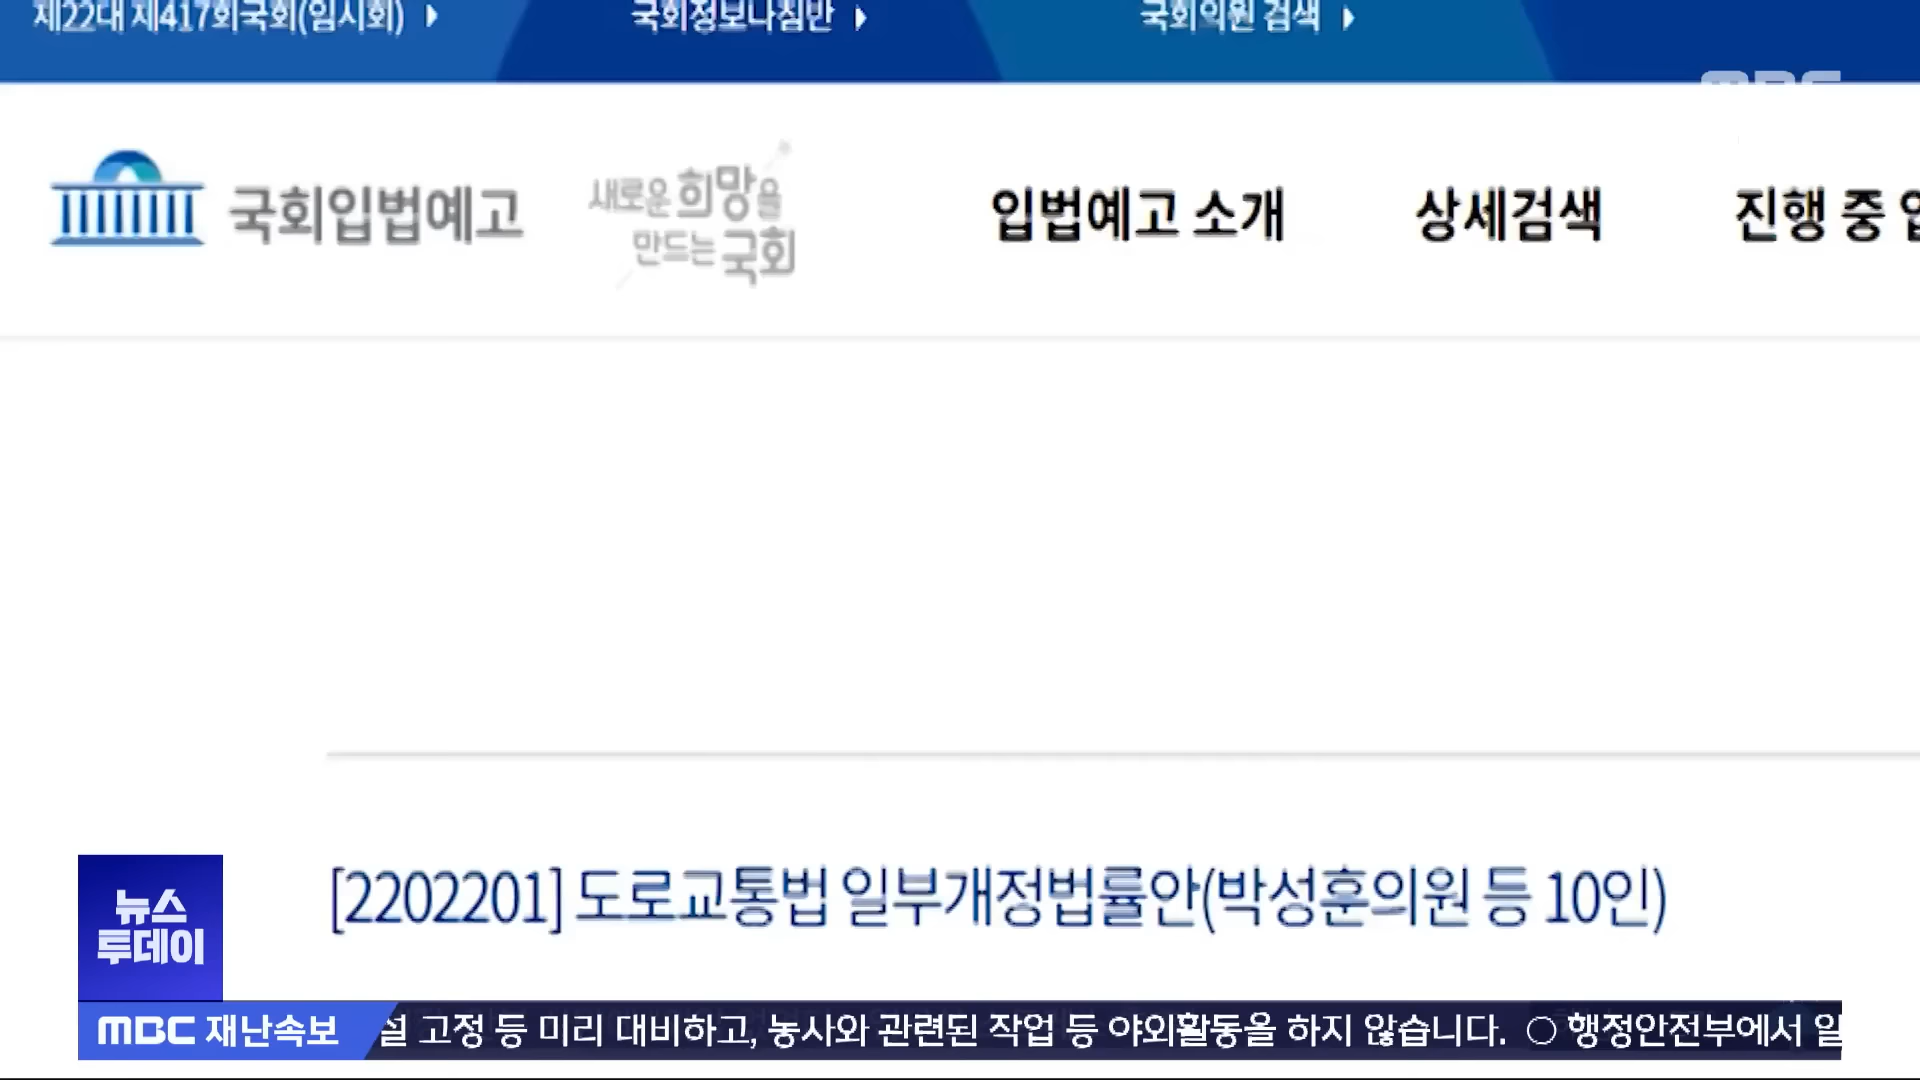 제22대 제417회국회(임시회)
국회정보나침반
국회의원 검색
MBC
국회입법예고
새로운 희망을
만드는 국회
입법예고 소개
상세검색
진행 중
[2202201] 도로교통법 일부개정법률안(박성훈의원 등 10인)
뉴스
투데이
MBC 재난속보
설 고정 등 미리 대비하고, 농사와 관련된 작업 등 야외활동을 하지 않습니다. ○ 행정안전부에서 일